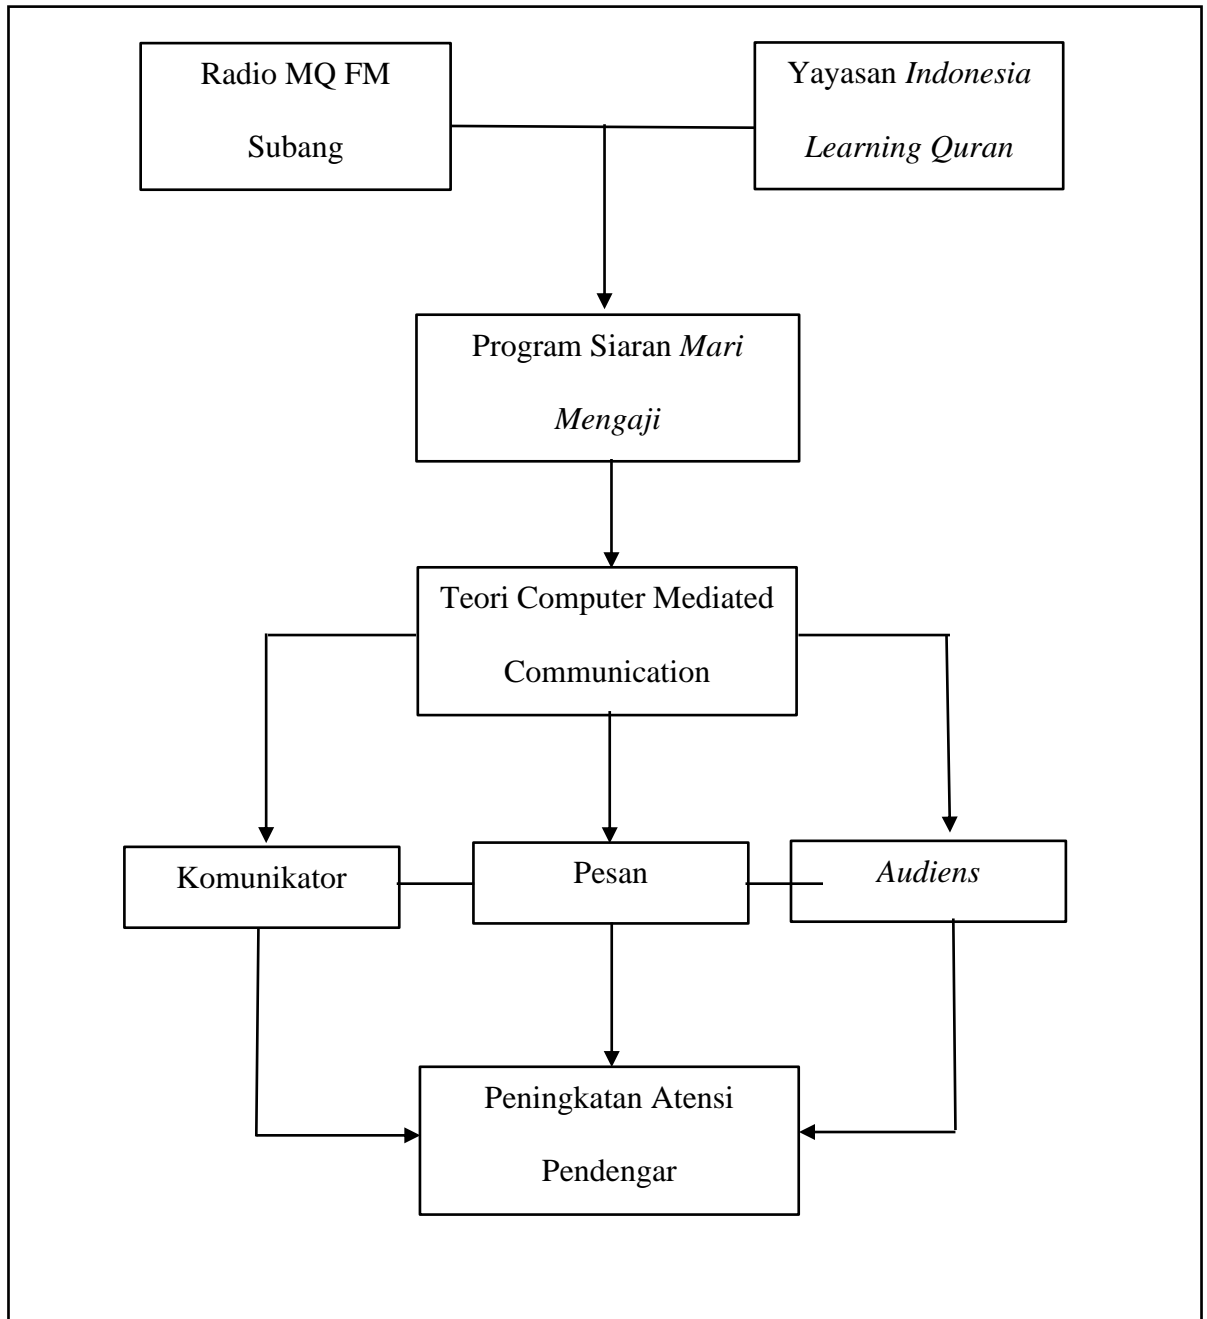 Radio MQ FM
Subang
Yayasan Indonesia
Learning Quran
Program Siaran Mari
Mengaji
Teori Computer Mediated
Communication
Komunikator
Pesan
Audiens
Peningkatan Atensi
Pendengar